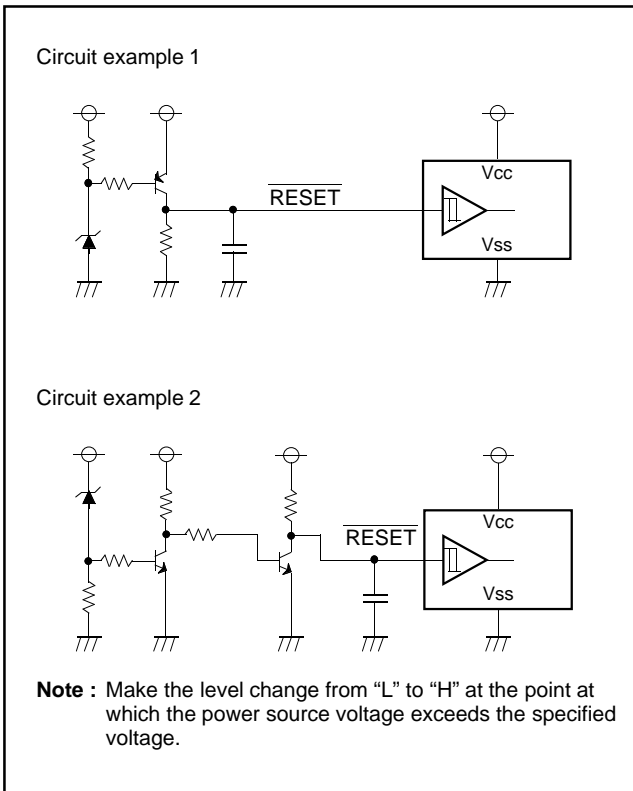 Circuit example 1
RESET
Vcc
Vss
Circuit example 2
RESET
Vcc
Vss
Note : Make the level change from “L” to “H” at the point at
which the power source voltage exceeds the specified
voltage.